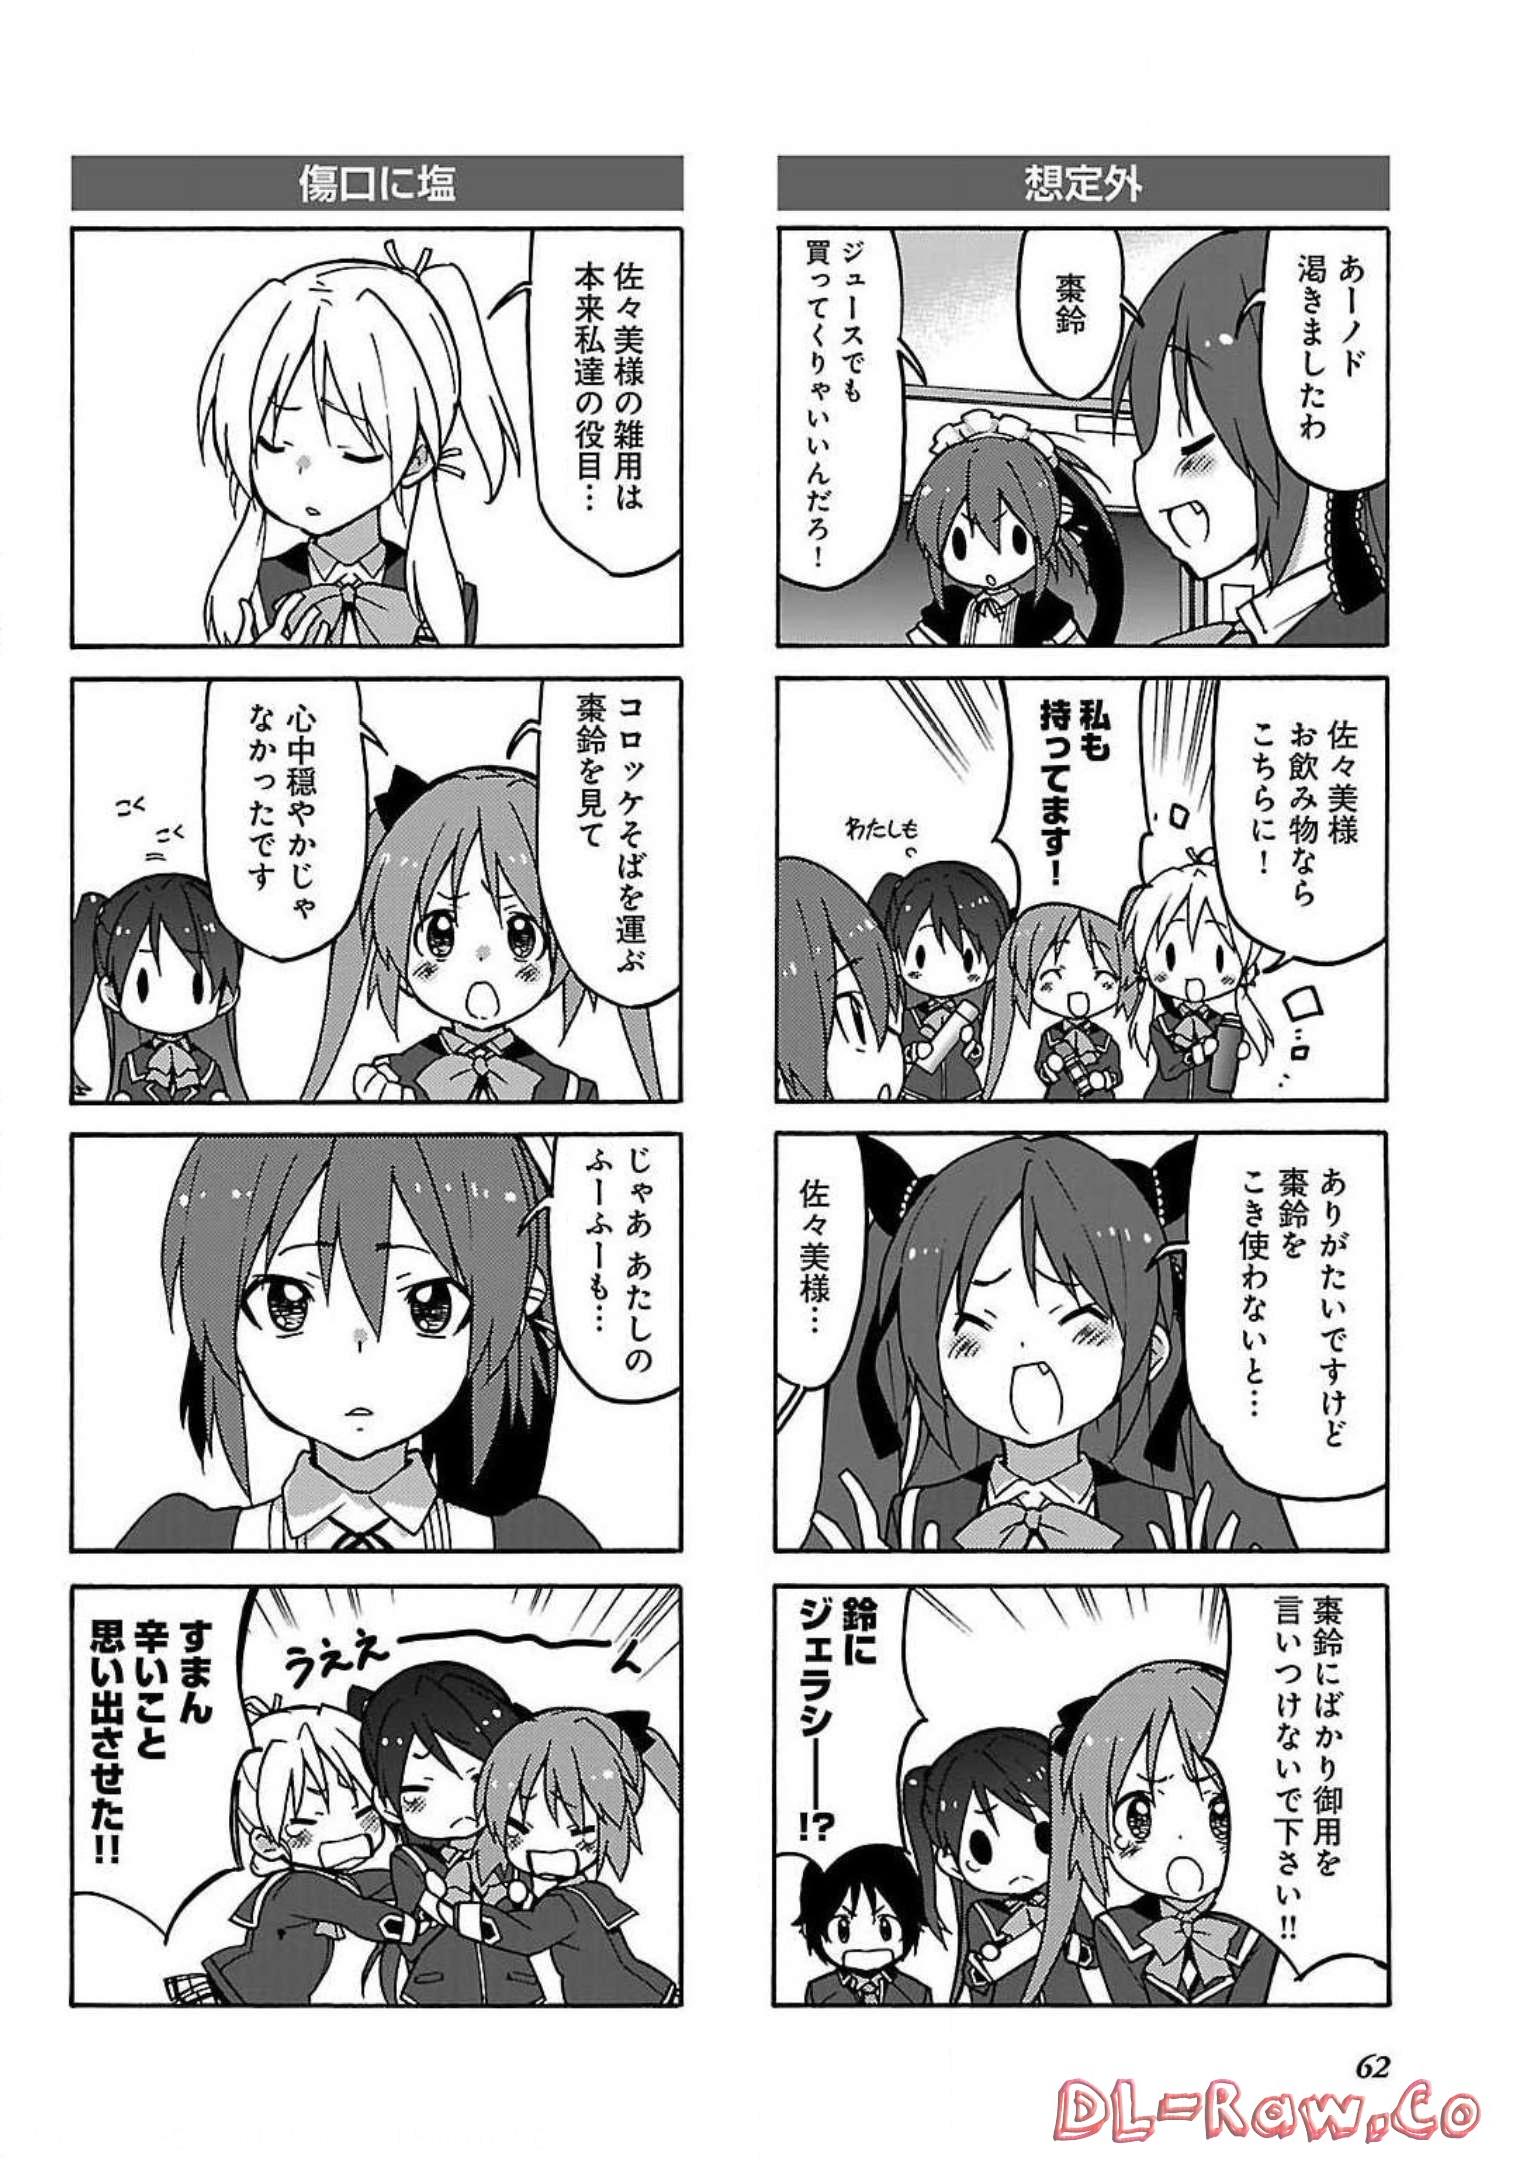 想定外
あーノド
渇きましたわ
棗鈴
ジュースでも
買ってくりゃいいんだろ！
佐々美様
お飲み物なら
こちらに！
私も
持ってます！
わたしも
ありがたいですけど
棗鈴を
こき使わないと…
佐々美様…
棗鈴にばかり御用を
言いつけないで下さい!!
鈴に
ジェラシー――!?
傷口に塩
佐々美様の雑用は
本来私達の役目…
コロッケそばを運ぶ
棗鈴を見て
心中穏やかじゃ
なかったです
こく
こく
じゃあ あたしの
ふーふーも…
うええーーーん
すまん
辛いこと
思い出させた!!
62
DL-Raw.Co